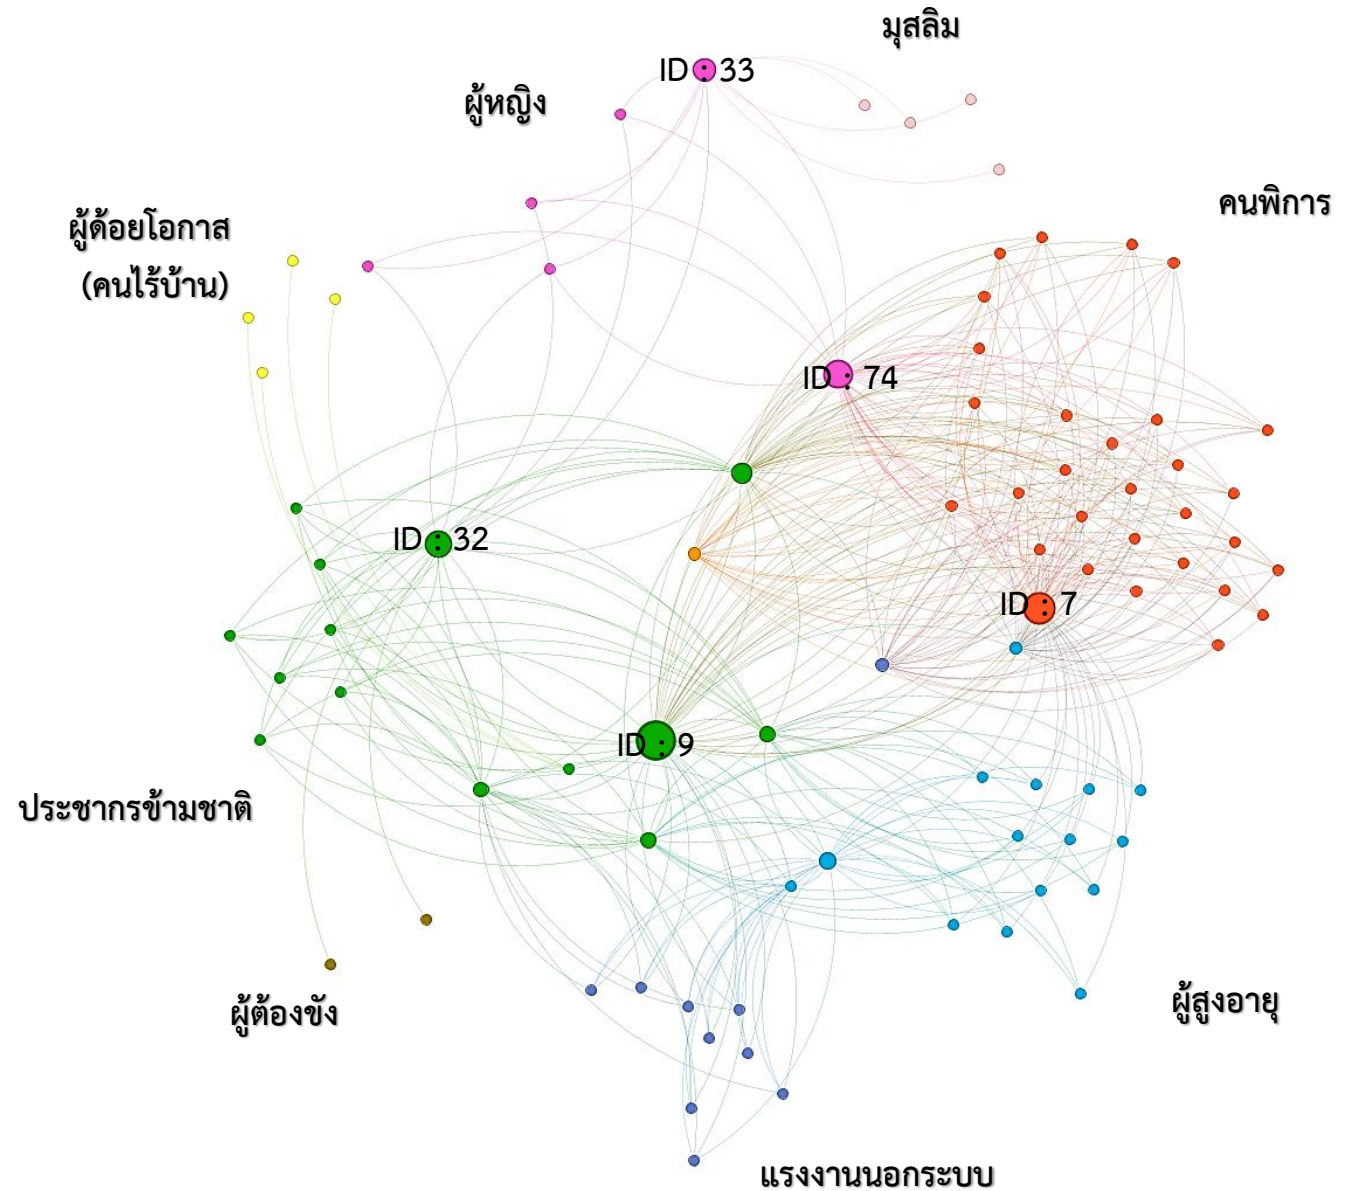 มุสลิม
ID : 33
ผู้หญิง
คนพิการ
ผู้ด้อยโอกาส
(คนไร้บ้าน)
ID : 74
ID : 32
ID : 7
ID : 9
ประชากรข้ามชาติ
ผู้ต้องขัง
ผู้สูงอายุ
แรงงานนอกระบบ